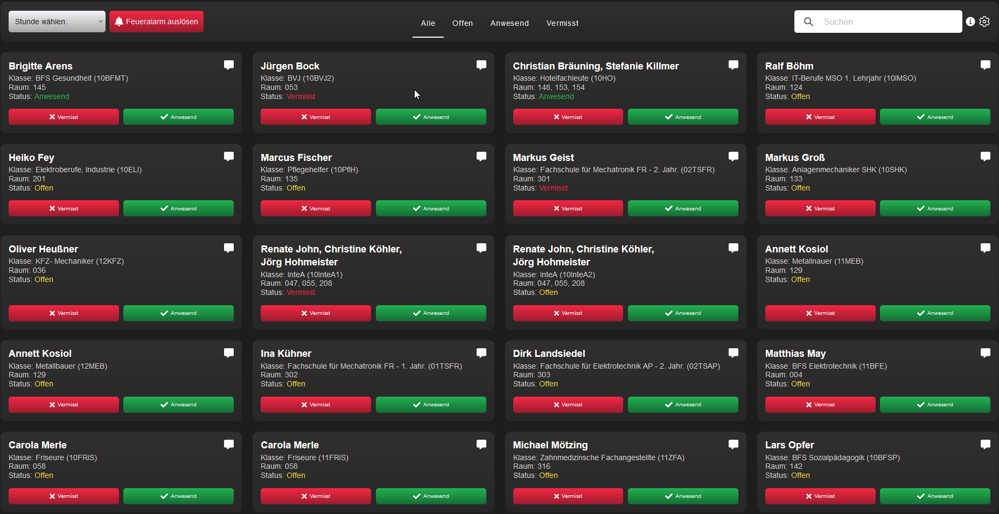 Stunde wählen:
Feueralarm auslösen
Alle
Offen
Anwesend
Vermisst
Suchen
Brigitte Arens
Klasse: BFS Gesundheit (10BFMT)
Raum: 145
Status: Anwesend
Vermisst
Anwesend
Jürgen Bock
Klasse: BVJ (10BVJ2)
Raum: 053
Status: Vermisst
Vermisst
Anwesend
Christian Bräuning, Stefanie Killmer
Klasse: Hotelfachleute (10HO)
Raum: 148, 153, 154
Status: Anwesend
Vermisst
Anwesend
Ralf Böhm
Klasse: IT-Berufe MSO 1. Lehrjahr (10IMSO)
Raum: 124
Status: Offen
Vermisst
Anwesend
Heiko Fey
Klasse: Elektroberufe, Industrie (10ELI)
Raum: 201
Status: Offen
Vermisst
Anwesend
Marcus Fischer
Klasse: Pflegehelfer (10PflH)
Raum: 135
Status: Offen
Vermisst
Anwesend
Markus Geist
Klasse: Fachschule für Mechatronik FR - 2. Jahr. (02TSFR)
Raum: 301
Status: Vermisst
Vermisst
Anwesend
Markus Groß
Klasse: Anlagenmechaniker SHK (10SHK)
Raum: 133
Status: Offen
Vermisst
Anwesend
Oliver Heußner
Klasse: KFZ- Mechaniker (12KFZ)
Raum: 036
Status: Offen
Vermisst
Anwesend
Renate John, Christine Köhler,
Jörg Hohmeister
Klasse: InteA (10InteA1)
Raum: 047, 055, 208
Status: Vermisst
Vermisst
Anwesend
Renate John, Christine Köhler,
Jörg Hohmeister
Klasse: InteA (10InteA2)
Raum: 047, 055, 208
Status: Offen
Vermisst
Anwesend
Annett Kosiol
Klasse: Metallnauer (11MEB)
Raum: 129
Status: Offen
Vermisst
Anwesend
Annett Kosiol
Klasse: Metallbauer (12MEB)
Raum: 129
Status: Offen
Vermisst
Anwesend
Ina Kühner
Klasse: Fachschule für Mechatronik FR - 1. Jahr. (01TSFR)
Raum: 302
Status: Offen
Vermisst
Anwesend
Dirk Landsiedel
Klasse: Fachschule für Elektrotechnik AP - 2. Jahr. (02TSAP)
Raum: 303
Status: Offen
Vermisst
Anwesend
Matthias May
Klasse: BFS Elektrotechnik (11BFE)
Raum: 004
Status: Offen
Vermisst
Anwesend
Carola Merle
Klasse: Friseure (10FRIS)
Raum: 058
Status: Offen
Vermisst
Anwesend
Carola Merle
Klasse: Friseure (11FRIS)
Raum: 058
Status: Offen
Vermisst
Anwesend
Michael Mötzing
Klasse: Zahnmedizinsche Fachangestellte (11ZFA)
Raum: 316
Status: Offen
Vermisst
Anwesend
Lars Opfer
Klasse: BFS Sozialpädagogik (10BFSP)
Raum: 142
Status: Offen
Vermisst
Anwesend